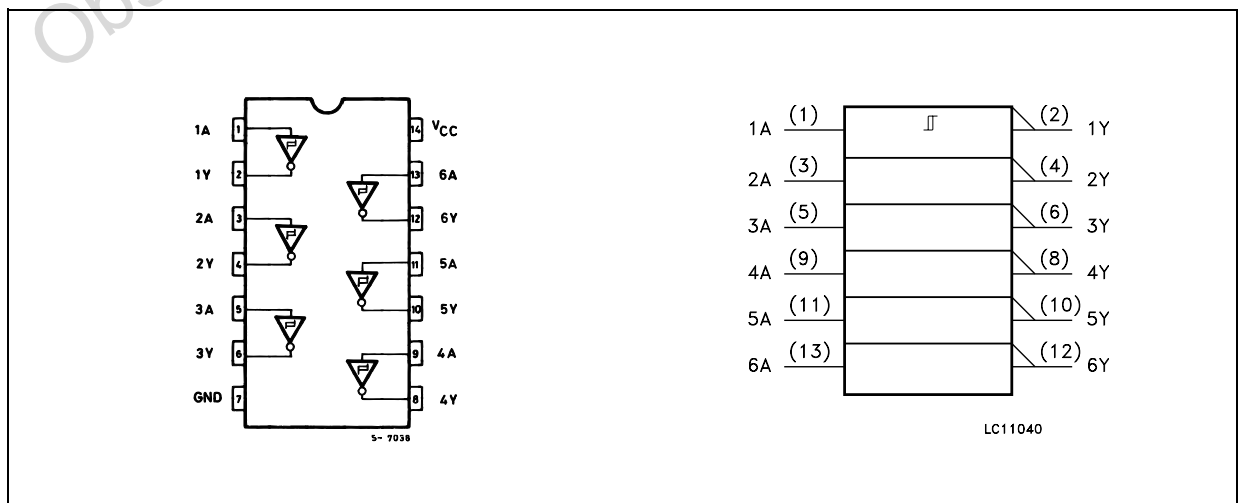 Obs
1A 1 14 VCC
1Y 2 13 6A
2A 3 12 6Y
2Y 4 11 5A
3A 5 10 5Y
3Y 6 9 4A
GND 7 8 4Y
S- 7038
1A (1) (2) 1Y
2A (3) (4) 2Y
3A (5) (6) 3Y
4A (9) (8) 4Y
5A (11) (10) 5Y
6A (13) (12) 6Y
LC11040